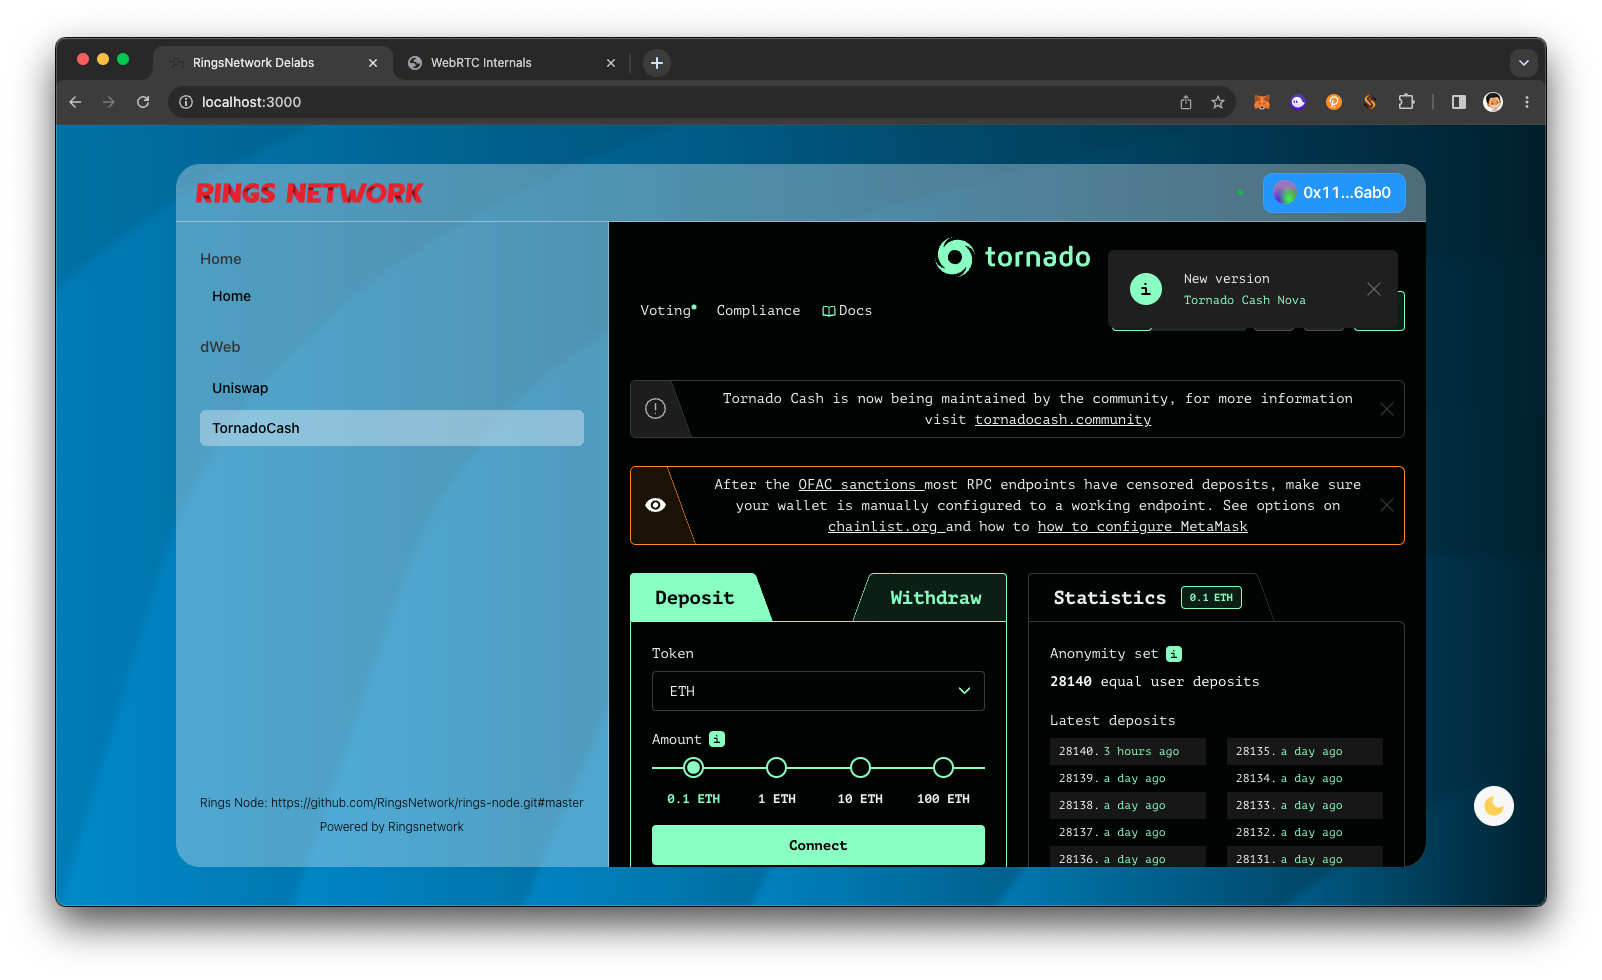 RingsNetwork Delabs
WebRTC Internals
localhost:3000
RINGS NETWORK
0x11...6ab0
Home
Home
dWeb
Uniswap
TornadoCash
Rings Node: https://github.com/RingsNetwork/rings-node.git#master
Powered by Ringsnetwork
tornado
New version
Tornado Cash Nova
Voting
Compliance
Docs
Tornado Cash is now being maintained by the community, for more information
visit tornadocash.community
After the OFAC sanctions most RPC endpoints have censored deposits, make sure
your wallet is manually configured to a working endpoint. See options on
chainlist.org and how to how to configure MetaMask
Deposit
Withdraw
Token
ETH
Amount i
0.1 ETH 1 ETH 10 ETH 100 ETH
Connect
Statistics 0.1 ETH
Anonymity set i
28140 equal user deposits
Latest deposits
28140. 3 hours ago
28139. a day ago
28138. a day ago
28137. a day ago
28136. a day ago
28135. a day ago
28134. a day ago
28133. a day ago
28132. a day ago
28131. a day ago